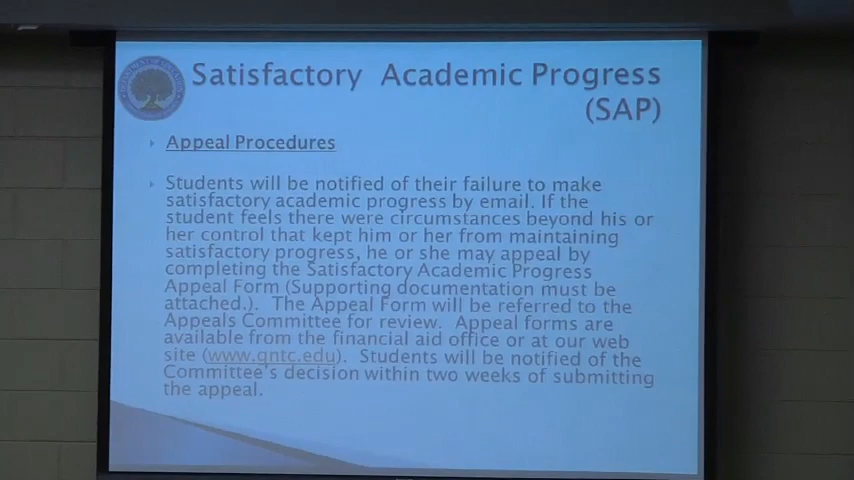 Satisfactory Academic Progress
(SAP)
Appeal Procedures
Students will be notified of their failure to make
satisfactory academic progress by email. If the
student feels there were circumstances beyond his or
her control that kept him or her from maintaining
satisfactory progress, he or she may appeal by
completing the Satisfactory Academic Progress
Appeal Form (Supporting documentation must be
attached.). The Appeal Form will be referred to the
Appeals Committee for review. Appeal forms are
available from the financial aid office or at our web
site (www.gntc.edu). Students will be notified of the
Committee's decision within two weeks of submitting
the appeal.